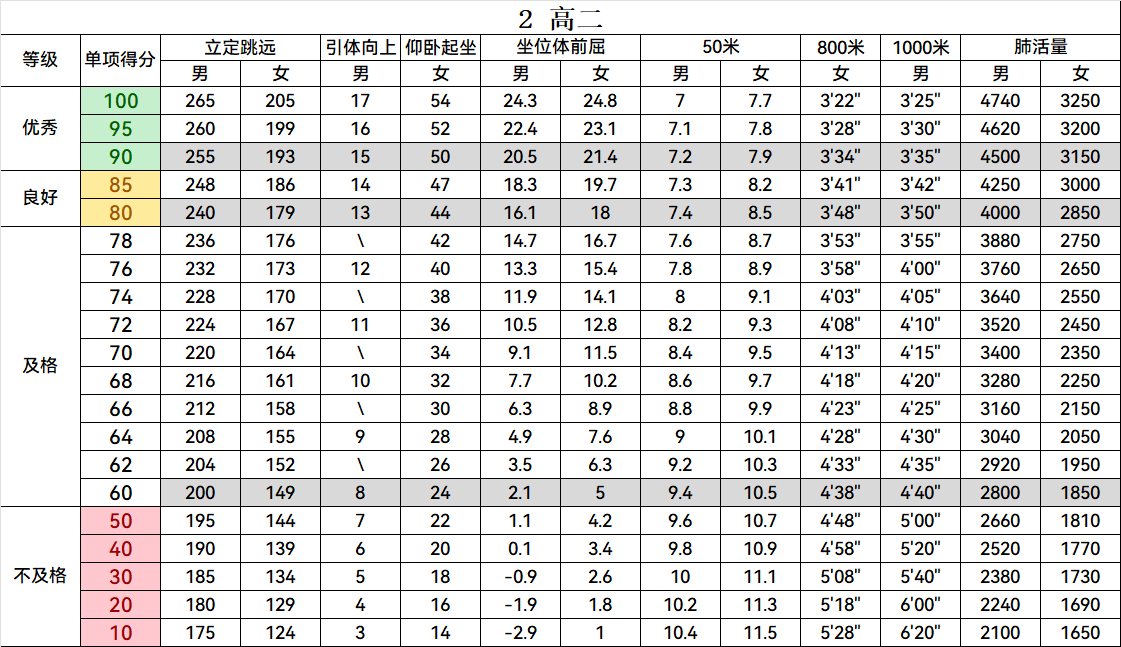 2 高二
等级 单项得分 立定跳远 引体向上 仰卧起坐 坐位体前屈 50米 800米 1000米 肺活量
男 女 男 女 男 女 男 女 女 男 男 女
优秀 100 265 205 17 54 24.3 24.8 7 7.7 3'22" 3'25" 4740 3250
95 260 199 16 52 22.4 23.1 7.1 7.8 3'28" 3'30" 4620 3200
90 255 193 15 50 20.5 21.4 7.2 7.9 3'34" 3'35" 4500 3150
良好 85 248 186 14 47 18.3 19.7 7.3 8.2 3'41" 3'42" 4250 3000
80 240 179 13 44 16.1 18 7.4 8.5 3'48" 3'50" 4000 2850
及格 78 236 176 \ 42 14.7 16.7 7.6 8.7 3'53" 3'55" 3880 2750
76 232 173 12 40 13.3 15.4 7.8 8.9 3'58" 4'00" 3760 2650
74 228 170 \ 38 11.9 14.1 8 9.1 4'03" 4'05" 3640 2550
72 224 167 11 36 10.5 12.8 8.2 9.3 4'08" 4'10" 3520 2450
70 220 164 \ 34 9.1 11.5 8.4 9.5 4'13" 4'15" 3400 2350
68 216 161 10 32 7.7 10.2 8.6 9.7 4'18" 4'20" 3280 2250
66 212 158 \ 30 6.3 8.9 8.8 9.9 4'23" 4'25" 3160 2150
64 208 155 9 28 4.9 7.6 9 10.1 4'28" 4'30" 3040 2050
62 204 152 \ 26 3.5 6.3 9.2 10.3 4'33" 4'35" 2920 1950
60 200 149 8 24 2.1 5 9.4 10.5 4'38" 4'40" 2800 1850
不及格 50 195 144 7 22 1.1 4.2 9.6 10.7 4'48" 5'00" 2660 1810
40 190 139 6 20 0.1 3.4 9.8 10.9 4'58" 5'20" 2520 1770
30 185 134 5 18 -0.9 2.6 10 11.1 5'08" 5'40" 2380 1730
20 180 129 4 16 -1.9 1.8 10.2 11.3 5'18" 6'00" 2240 1690
10 175 124 3 14 -2.9 1 10.4 11.5 5'28" 6'20" 2100 1650